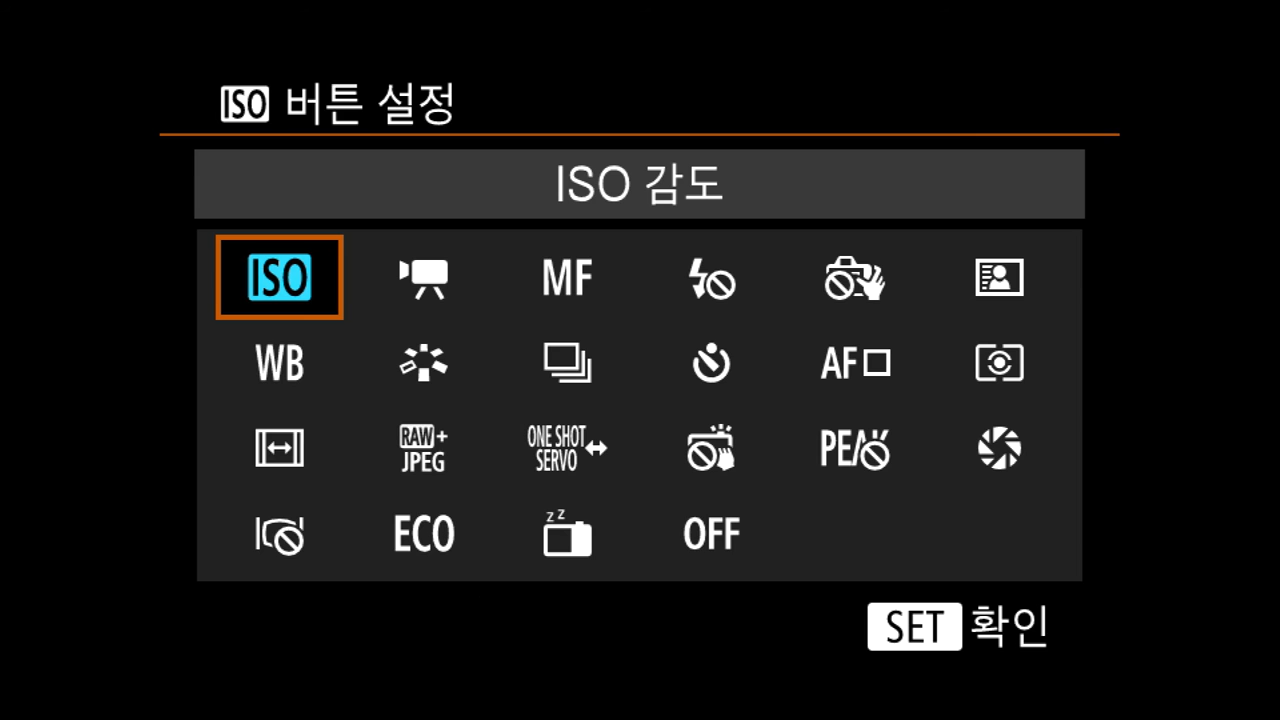 ISO 버튼 설정
ISO 감도
ISO MF
WB AF
RAW+ JPEG ONE SHOT SERVO PE/
ECO zz OFF
SET 확인